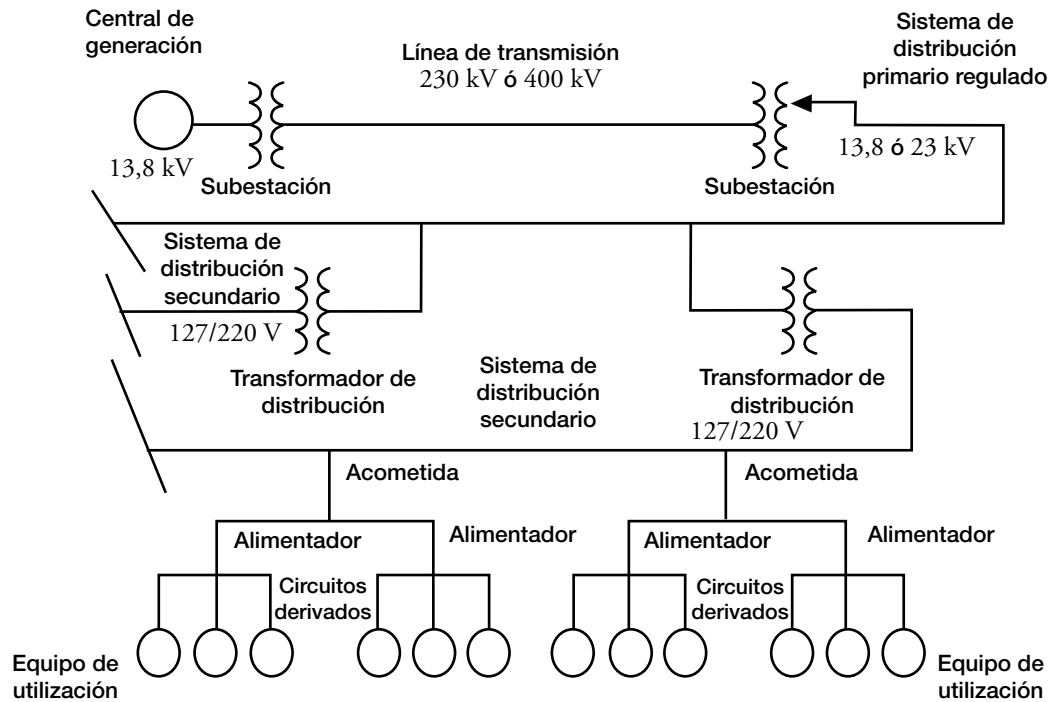 Central de
generación
Línea de transmisión
230 kV ó 400 kV
Sistema de
distribución
primario regulado
13,8 kV
Subestación
Subestación
13,8 ó 23 kV
Sistema de
distribución
secundario
127/220 V
Transformador de
distribución
Sistema de
distribución
secundario
Transformador de
distribución
127/220 V
Acometida
Acometida
Alimentador
Alimentador
Alimentador
Alimentador
Circuitos
derivados
Circuitos
derivados
Equipo de
utilización
Equipo de
utilización